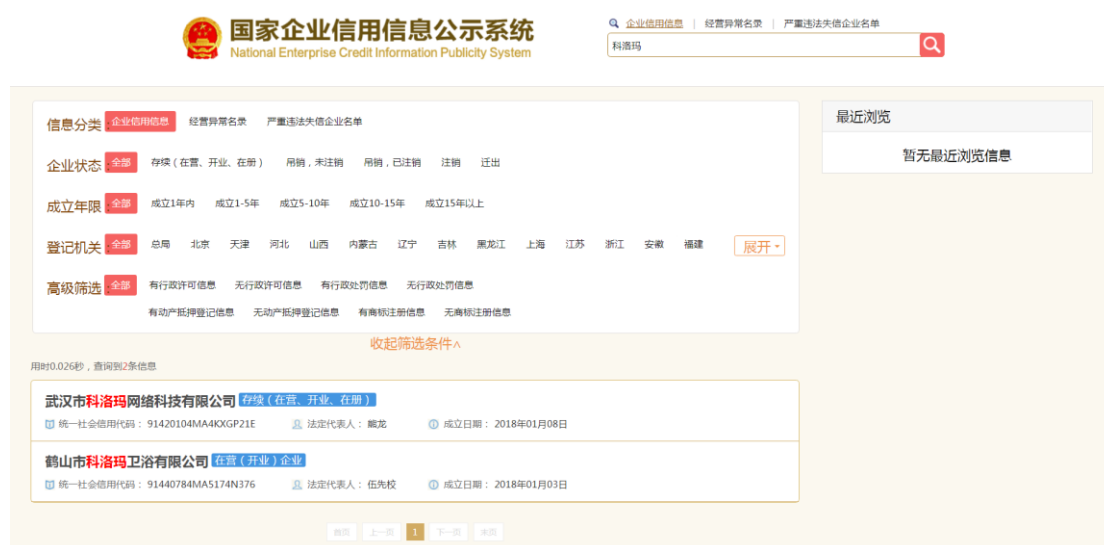 国家企业信用信息公示系统
National Enterprise Credit Information Publicity System
企业信用信息 | 经营异常名录 | 严重违法失信企业名单
科洛玛
信息分类: 企业信用信息 经营异常名录 严重违法失信企业名单
企业状态: 全部 存续(在营、开业、在册) 吊销,未注销 吊销,已注销 注销 迁出
成立年限: 全部 成立1年内 成立1-5年 成立5-10年 成立10-15年 成立15年以上
登记机关: 全部 总局 北京 天津 河北 山西 内蒙古 辽宁 吉林 黑龙江 上海 江苏 浙江 安徽 福建 展开
高级筛选: 全部 有行政许可信息 无行政许可信息 有行政处罚信息 无行政处罚信息
有动产抵押登记信息 无动产抵押登记信息 有商标注册信息 无商标注册信息
收起筛选条件
用时0.026秒,查询到2条信息
武汉市科洛玛网络科技有限公司 存续(在营、开业、在册)
统一社会信用代码: 91420104MA4KXGP21E 法定代表人: 熊龙 成立日期: 2018年01月08日
鹤山市科洛玛卫浴有限公司 在营(开业)企业
统一社会信用代码: 91440784MA5174N376 法定代表人: 伍先校 成立日期: 2018年01月03日
首页 上一页 1 下一页 末页
最近浏览
暂无最近浏览信息